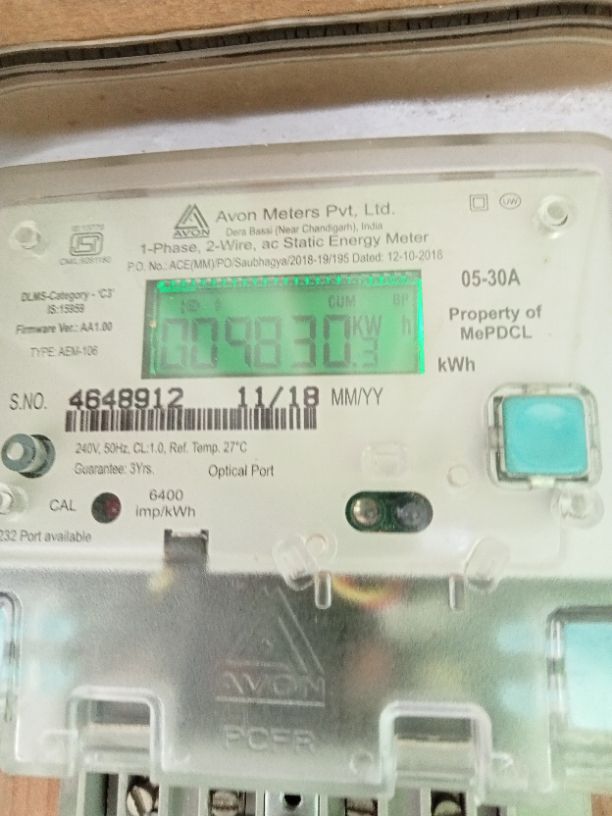 Avon Meters Pvt, Ltd.
AVON
Dera Bassi (Near Chandigarh), India
UW
1-Phase, 2-Wire, ac Static Energy Meter
P.O. No.: ACE(MM)/PO/Saubhagya/2018-19/195 Dated: 12-10-2018
05-30A
DLMS-Category - 'C3'
IS:15959
Firmware Ver.: AA1.00
TYPE: AEM-106
CUM BP
009830.3 KW h
Property of
MePDCL
kWh
S.NO. 4648912 11/18 MM/YY
240V, 50Hz, CL:1.0, Ref. Temp. 27°C
Guarantee: 3Yrs. Optical Port
CAL
6400
imp/kWh
232 Port available
AVON